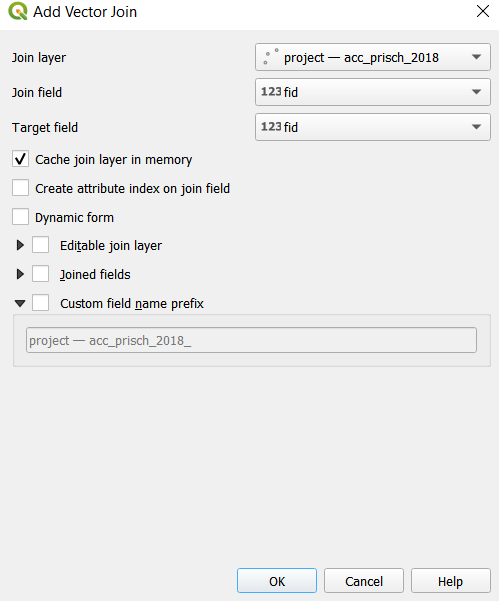 Add Vector Join
Join layer project — acc_prisch_2018
Join field 123 fid
Target field 123 fid
Cache join layer in memory
Create attribute index on join field
Dynamic form
Editable join layer
Joined fields
Custom field name prefix
project — acc_prisch_2018_
OK Cancel Help